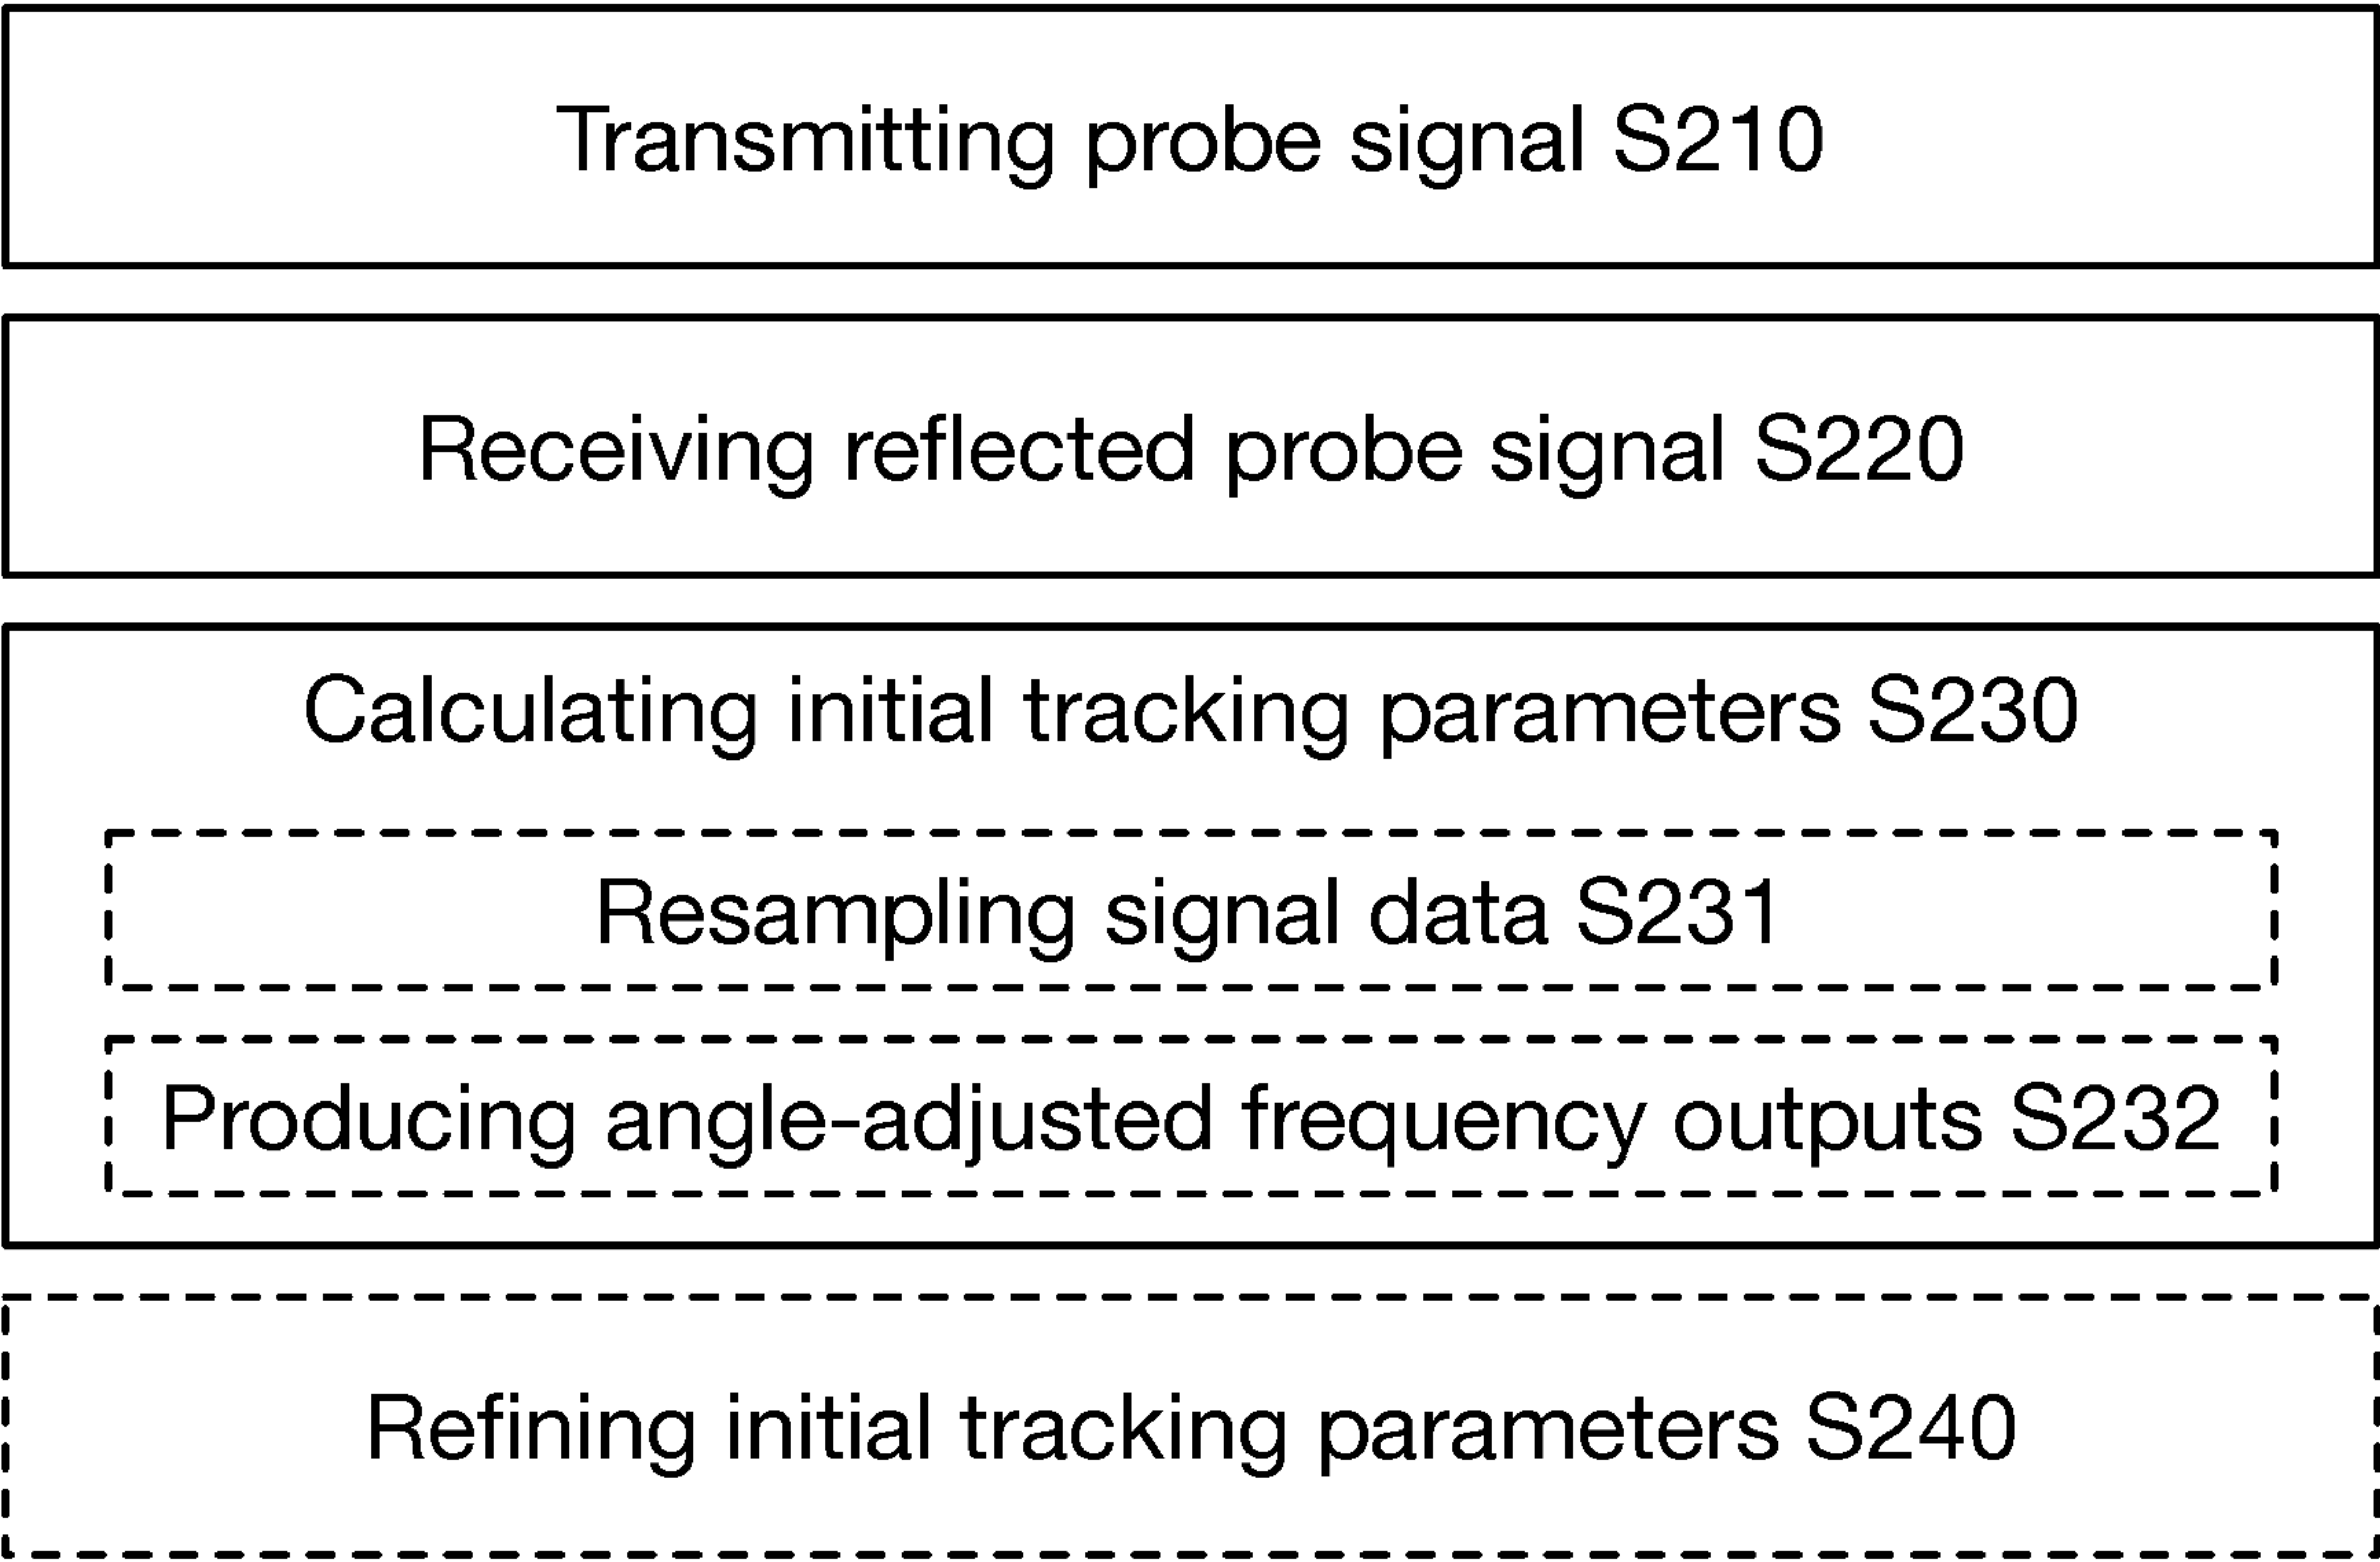 Transmitting probe signal S210
Receiving reflected probe signal S220
Calculating initial tracking parameters S230
Resampling signal data S231
Producing angle-adjusted frequency outputs S232
Refining initial tracking parameters S240